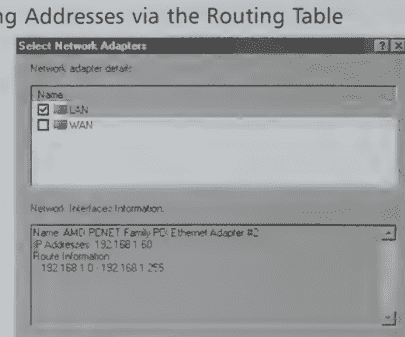 ng Addresses via the Routing Table
Select Network Adapters
Network adapter details:
Name
LAN
WAN
Network Interfaces Information:
Name: AMD PCNET Family PCI Ethernet Adapter #2
IP Addresses: 192.168.1.60
Route Information:
192.168.1.0 - 192.168.1.255